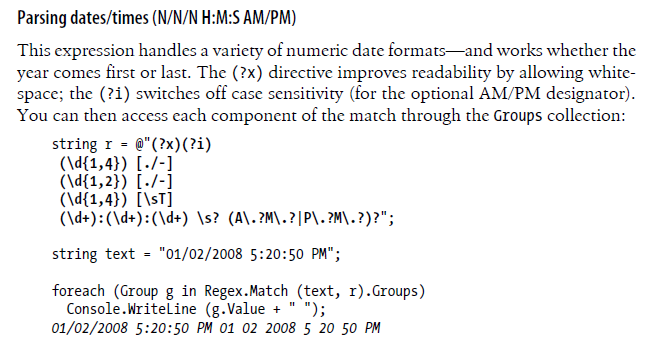 Parsing dates/times (N/N/N H:M:S AM/PM)
This expression handles a variety of numeric date formats—and works whether the
year comes first or last. The (?x) directive improves readability by allowing white-
space; the (?i) switches off case sensitivity (for the optional AM/PM designator).
You can then access each component of the match through the Groups collection:
string r = @"(?x)(?i)
(\d{1,4}) [./-]
(\d{1,2}) [./-]
(\d{1,4}) [\sT]
(\d+):(\d+):(\d+) \s? (A\.?M\.?|P\.?M\.?)?";
string text = "01/02/2008 5:20:50 PM";
foreach (Group g in Regex.Match (text, r).Groups)
Console.WriteLine (g.Value + " ");
01/02/2008 5:20:50 PM 01 02 2008 5 20 50 PM